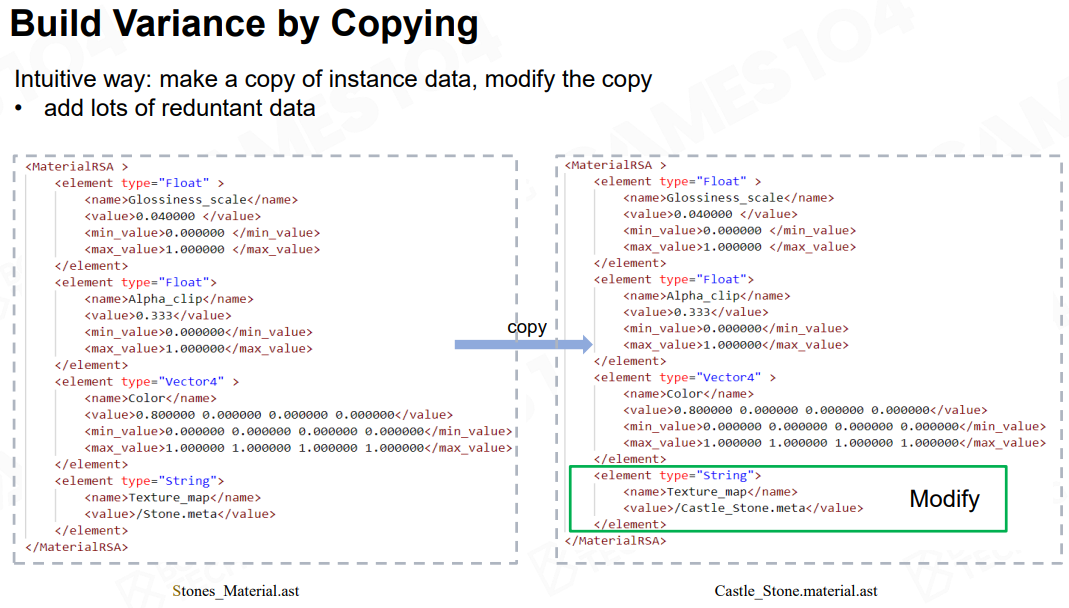 Build Variance by Copying
Intuitive way: make a copy of instance data, modify the copy
• add lots of reduntant data
<MaterialRSA >
<element type="Float" >
<name>Glossiness_scale</name>
<value>0.040000 </value>
<min_value>0.000000 </min_value>
<max_value>1.000000 </max_value>
</element>
<element type="Float">
<name>Alpha_clip</name>
<value>0.333</value>
<min_value>0.000000</min_value>
<max_value>1.000000</max_value>
</element>
<element type="Vector4" >
<name>Color</name>
<value>0.800000 0.000000 0.000000 0.000000</value>
<min_value>0.000000 0.000000 0.000000 0.000000</min_value>
<max_value>1.000000 1.000000 1.000000 1.000000</max_value>
</element>
<element type="String">
<name>Texture_map</name>
<value>/Stone.meta</value>
</element>
</MaterialRSA>
Stones_Material.ast
copy
<MaterialRSA >
<element type="Float" >
<name>Glossiness_scale</name>
<value>0.040000 </value>
<min_value>0.000000 </min_value>
<max_value>1.000000 </max_value>
</element>
<element type="Float">
<name>Alpha_clip</name>
<value>0.333</value>
<min_value>0.000000</min_value>
<max_value>1.000000</max_value>
</element>
<element type="Vector4" >
<name>Color</name>
<value>0.800000 0.000000 0.000000 0.000000</value>
<min_value>0.000000 0.000000 0.000000 0.000000</min_value>
<max_value>1.000000 1.000000 1.000000 1.000000</max_value>
</element>
<element type="String">
<name>Texture_map</name>
<value>/Castle_Stone.meta</value>
</element>
</MaterialRSA>
Modify
Castle_Stone.material.ast